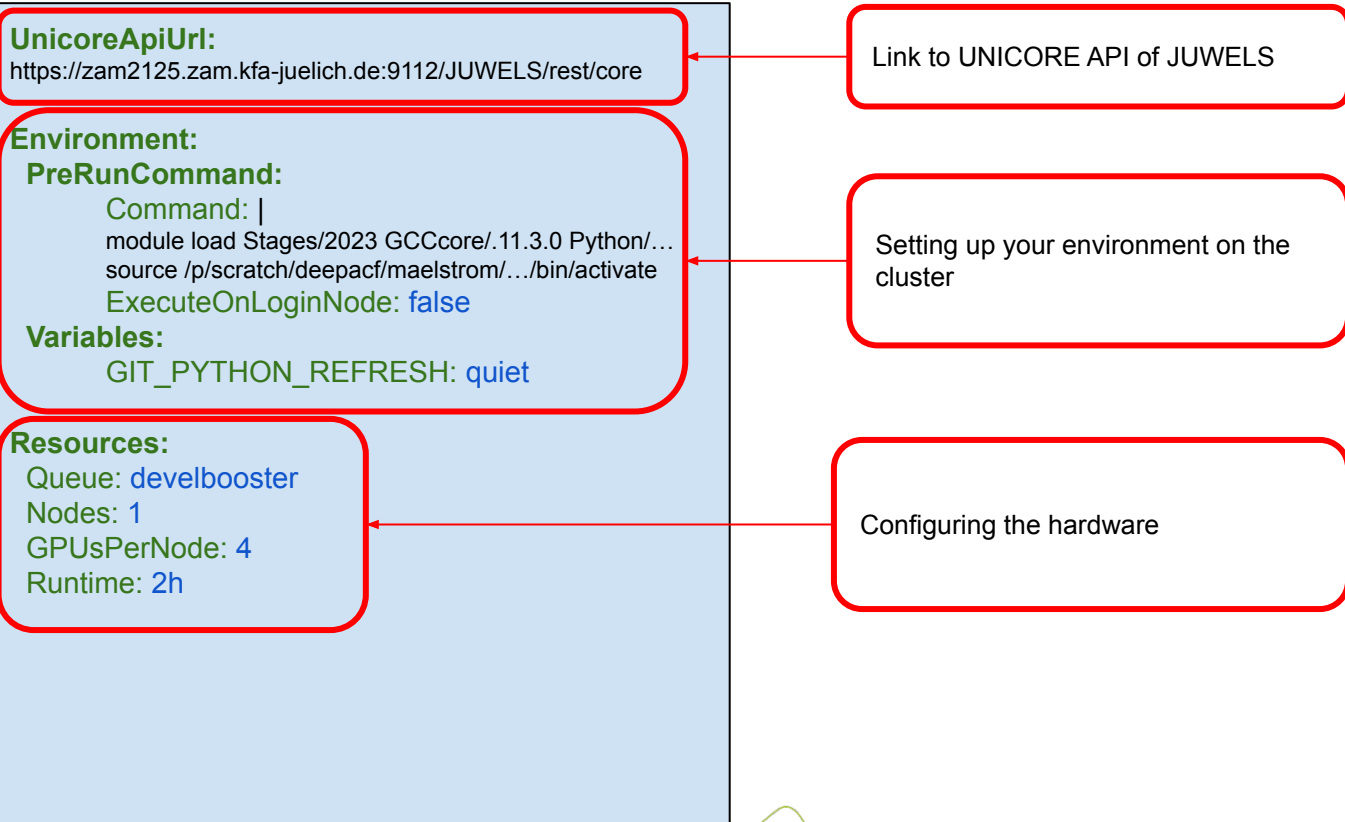 UnicoreApiUrl:
https://zam2125.zam.kfa-juelich.de:9112/JUWELS/rest/core
Link to UNICORE API of JUWELS
Environment:
PreRunCommand:
Command: |
module load Stages/2023 GCCcore/.11.3.0 Python/…
source /p/scratch/deepacf/maelstrom/…/bin/activate
ExecuteOnLoginNode: false
Variables:
GIT_PYTHON_REFRESH: quiet
Setting up your environment on the
cluster
Resources:
Queue: develbooster
Nodes: 1
GPUsPerNode: 4
Runtime: 2h
Configuring the hardware